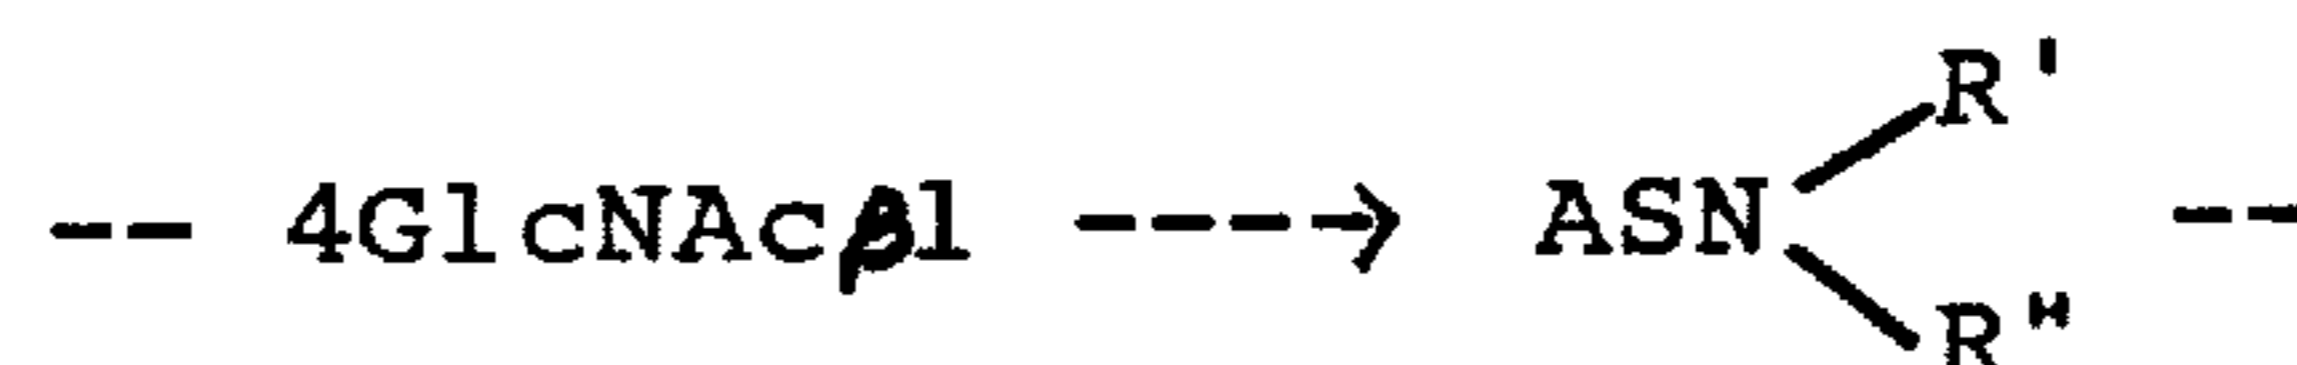 R'
-- 4GlcNAcβ1 ----> ASN --
R"